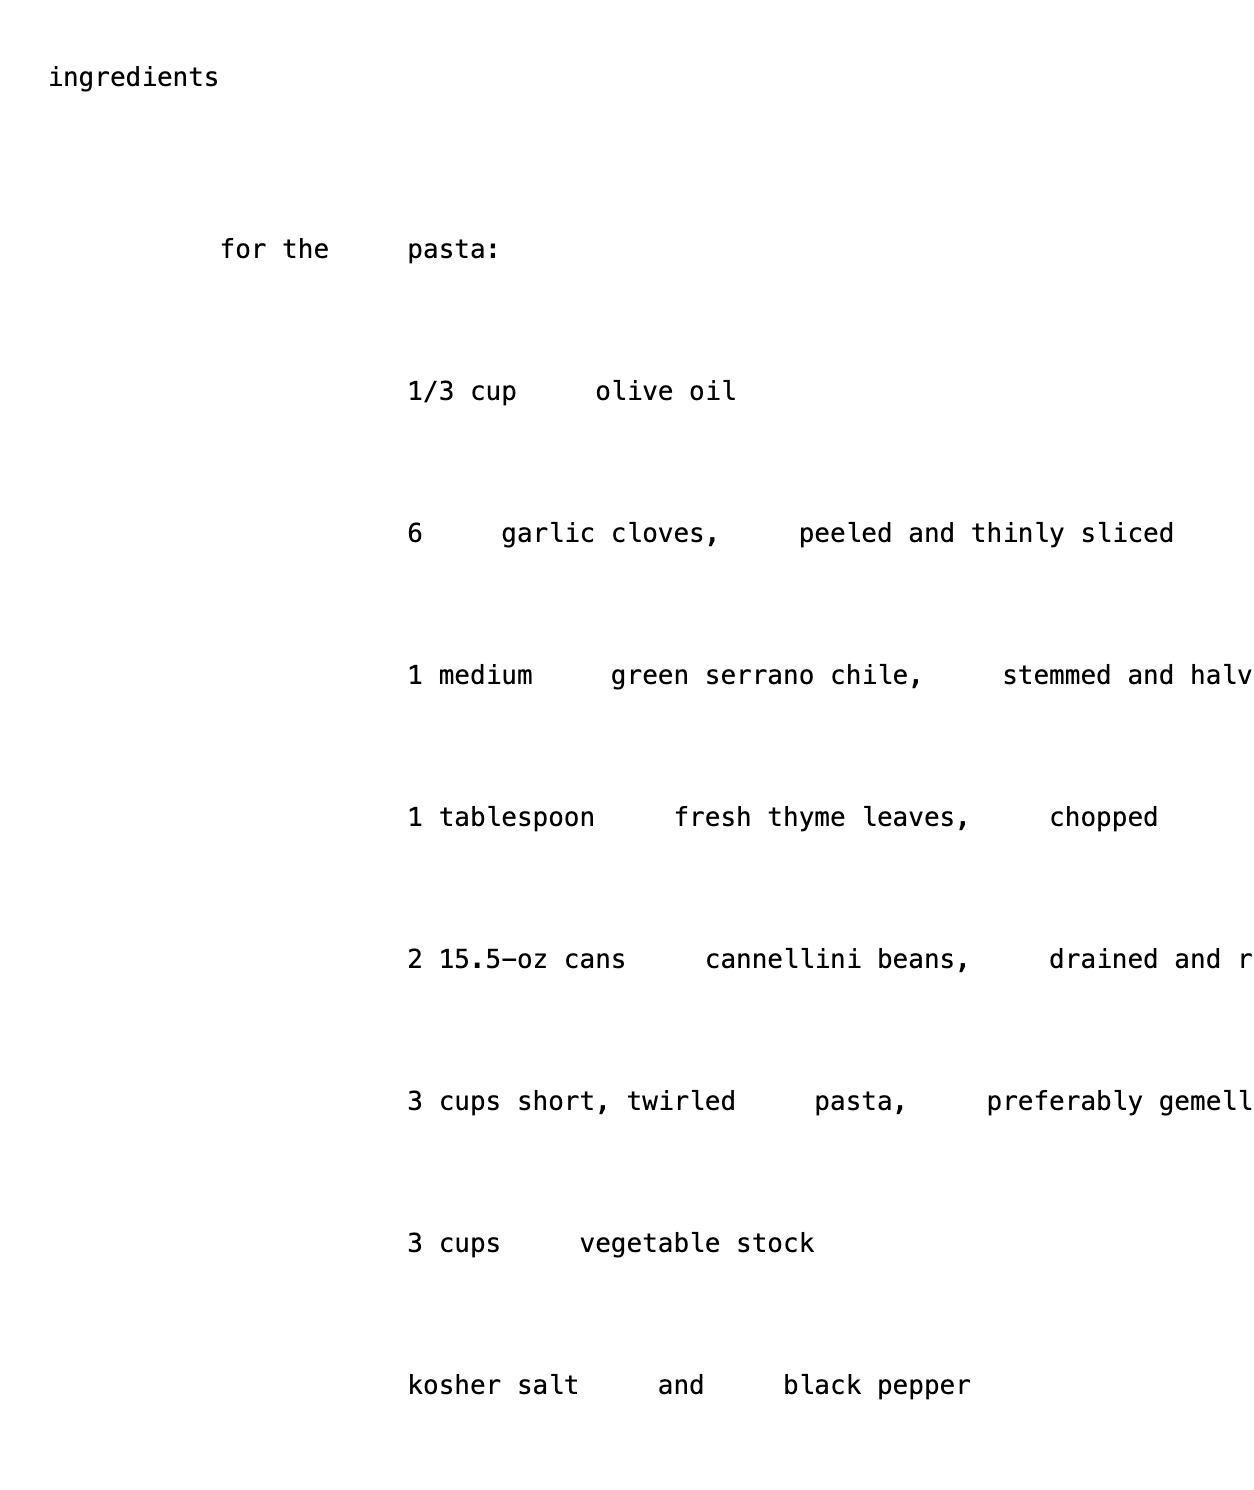 ingredients
for the pasta:
1/3 cup olive oil
6 garlic cloves, peeled and thinly sliced
1 medium green serrano chile, stemmed and halv
1 tablespoon fresh thyme leaves, chopped
2 15.5-oz cans cannellini beans, drained and r
3 cups short, twirled pasta, preferably gemell
3 cups vegetable stock
kosher salt and black pepper